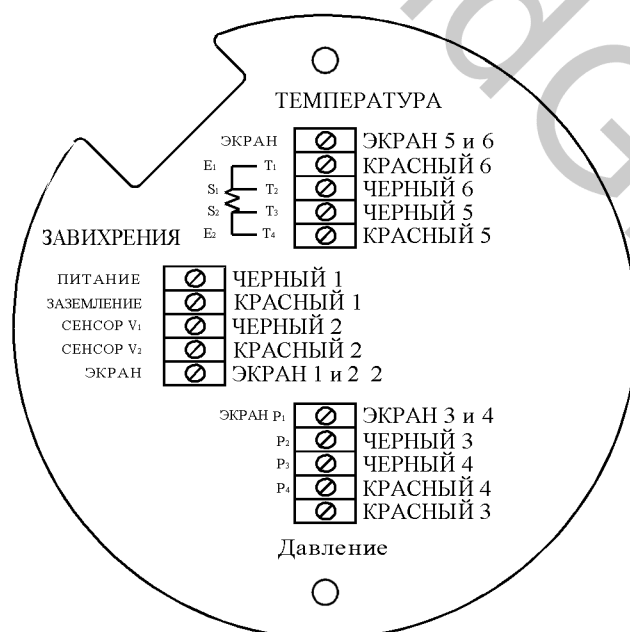 ТЕМПЕРАТУРА
ЭКРАН ЭКРАН 5 и 6
E1 T1 КРАСНЫЙ 6
S1 T2 ЧЕРНЫЙ 6
S2 T3 ЧЕРНЫЙ 5
E2 T4 КРАСНЫЙ 5
ЗАВИХРЕНИЯ
ПИТАНИЕ ЧЕРНЫЙ 1
ЗАЗЕМЛЕНИЕ КРАСНЫЙ 1
СЕНСОР V1 ЧЕРНЫЙ 2
СЕНСОР V2 КРАСНЫЙ 2
ЭКРАН ЭКРАН 1 и 2 2
ЭКРАН P1 ЭКРАН 3 и 4
P2 ЧЕРНЫЙ 3
P3 ЧЕРНЫЙ 4
P4 КРАСНЫЙ 4
КРАСНЫЙ 3
Давление